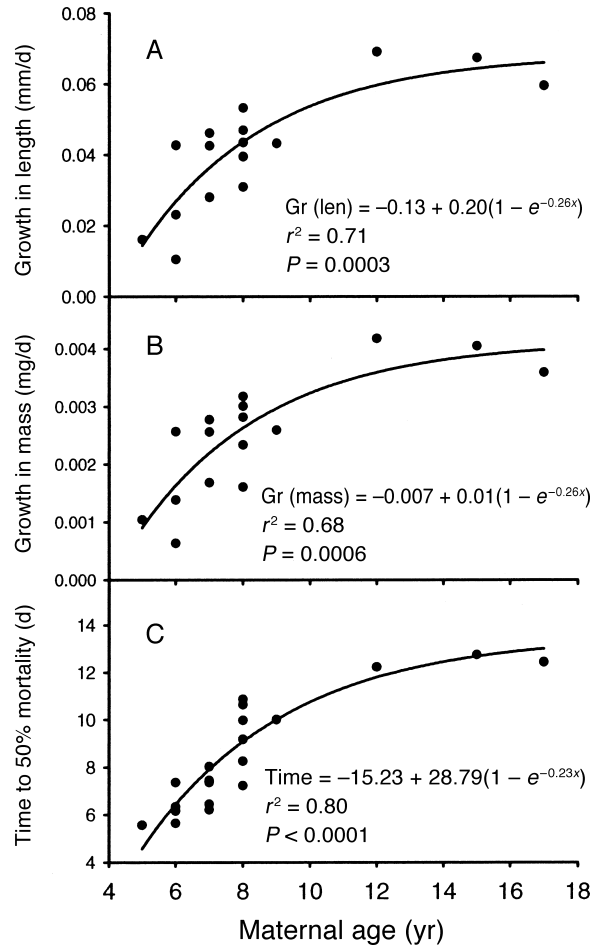 0.08
A
0.06
0.04
0.02
0.00
Growth in length (mm/d)
Gr (len) = –0.13 + 0.20(1 – e^–0.26x)
r² = 0.71
P = 0.0003
B
0.004
0.003
0.002
0.001
0.000
Growth in mass (mg/d)
Gr (mass) = –0.007 + 0.01(1 – e^–0.26x)
r² = 0.68
P = 0.0006
C
14
12
10
8
6
4
Time to 50% mortality (d)
Time = –15.23 + 28.79(1 – e^–0.23x)
r² = 0.80
P < 0.0001
4 6 8 10 12 14 16 18
Maternal age (yr)